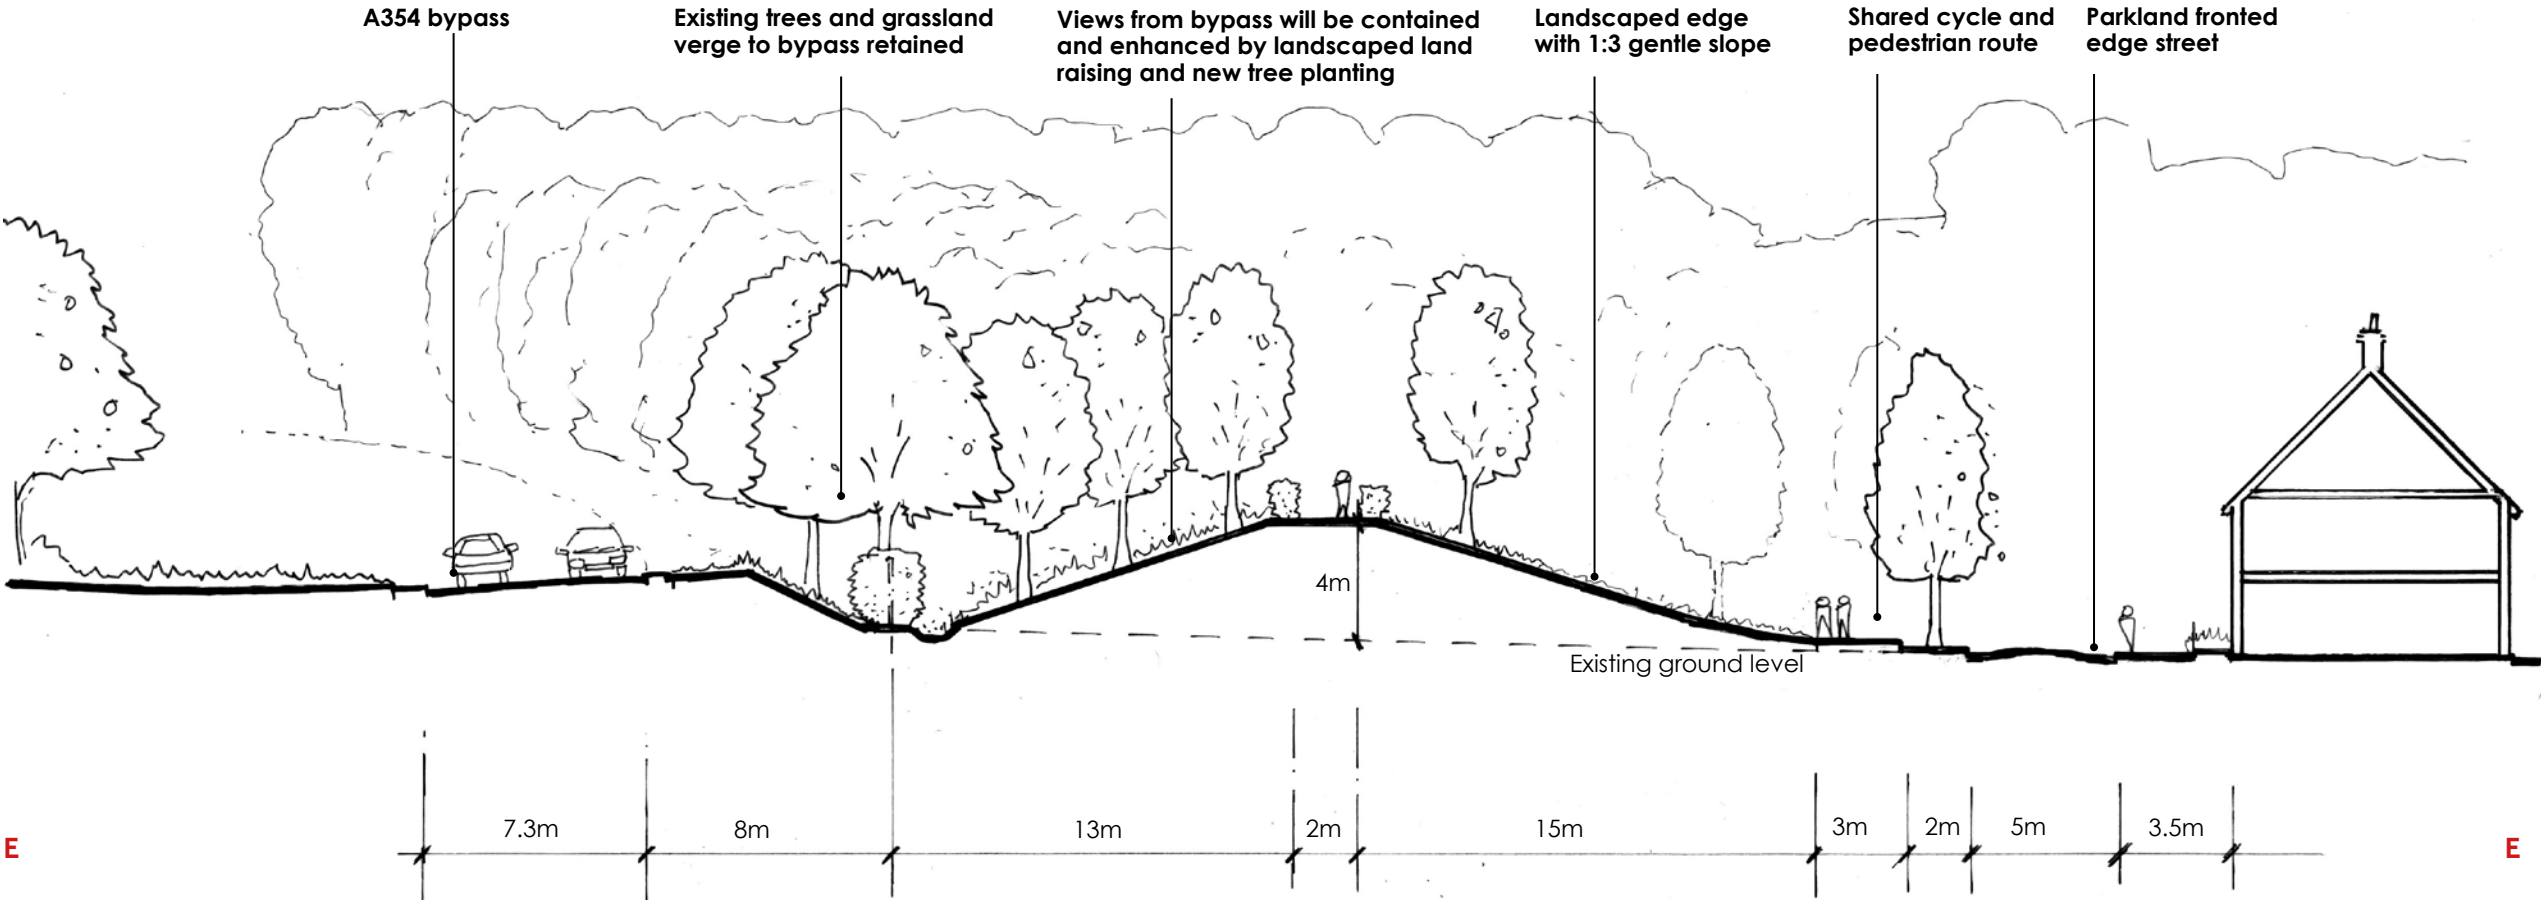 A354 bypass
Existing trees and grassland
verge to bypass retained
Views from bypass will be contained
and enhanced by landscaped land
raising and new tree planting
Landscaped edge
with 1:3 gentle slope
Shared cycle and
pedestrian route
Parkland fronted
edge street
4m
Existing ground level
7.3m
8m
13m
2m
15m
3m
2m
5m
3.5m
E
E